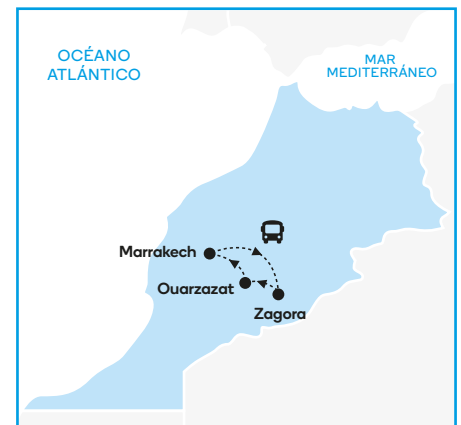 OCÉANO
ATLÁNTICO
MAR
MEDITERRÁNEO
Marrakech
Ouarzazat
Zagora